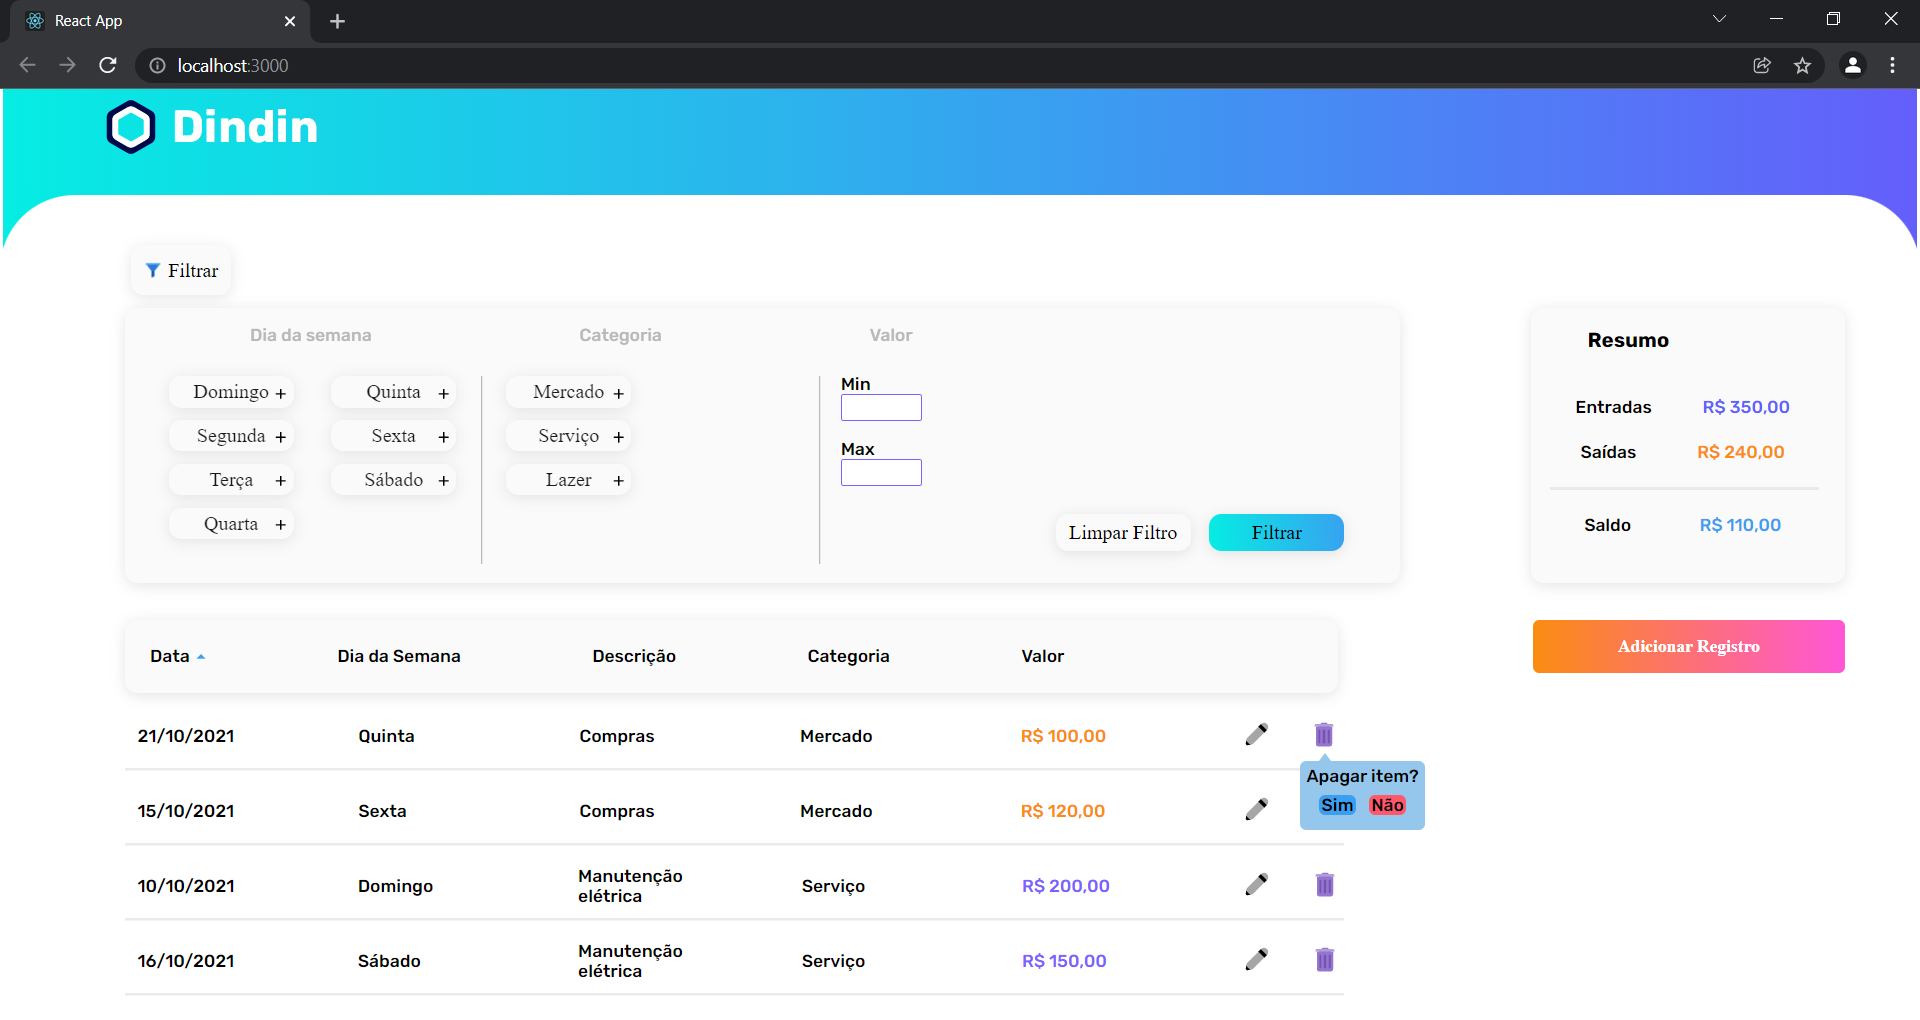 React App
localhost:3000
Dindin
Filtrar
Dia da semana
Categoria
Valor
Domingo +
Quinta +
Segunda +
Sexta +
Terça +
Sábado +
Quarta +
Mercado +
Serviço +
Lazer +
Min
Max
Limpar Filtro
Filtrar
Resumo
Entradas R$ 350,00
Saídas R$ 240,00
Saldo R$ 110,00
Adicionar Registro
Data Dia da Semana Descrição Categoria Valor
21/10/2021 Quinta Compras Mercado R$ 100,00
Apagar item?
Sim Não
15/10/2021 Sexta Compras Mercado R$ 120,00
10/10/2021 Domingo Manutenção elétrica Serviço R$ 200,00
16/10/2021 Sábado Manutenção elétrica Serviço R$ 150,00